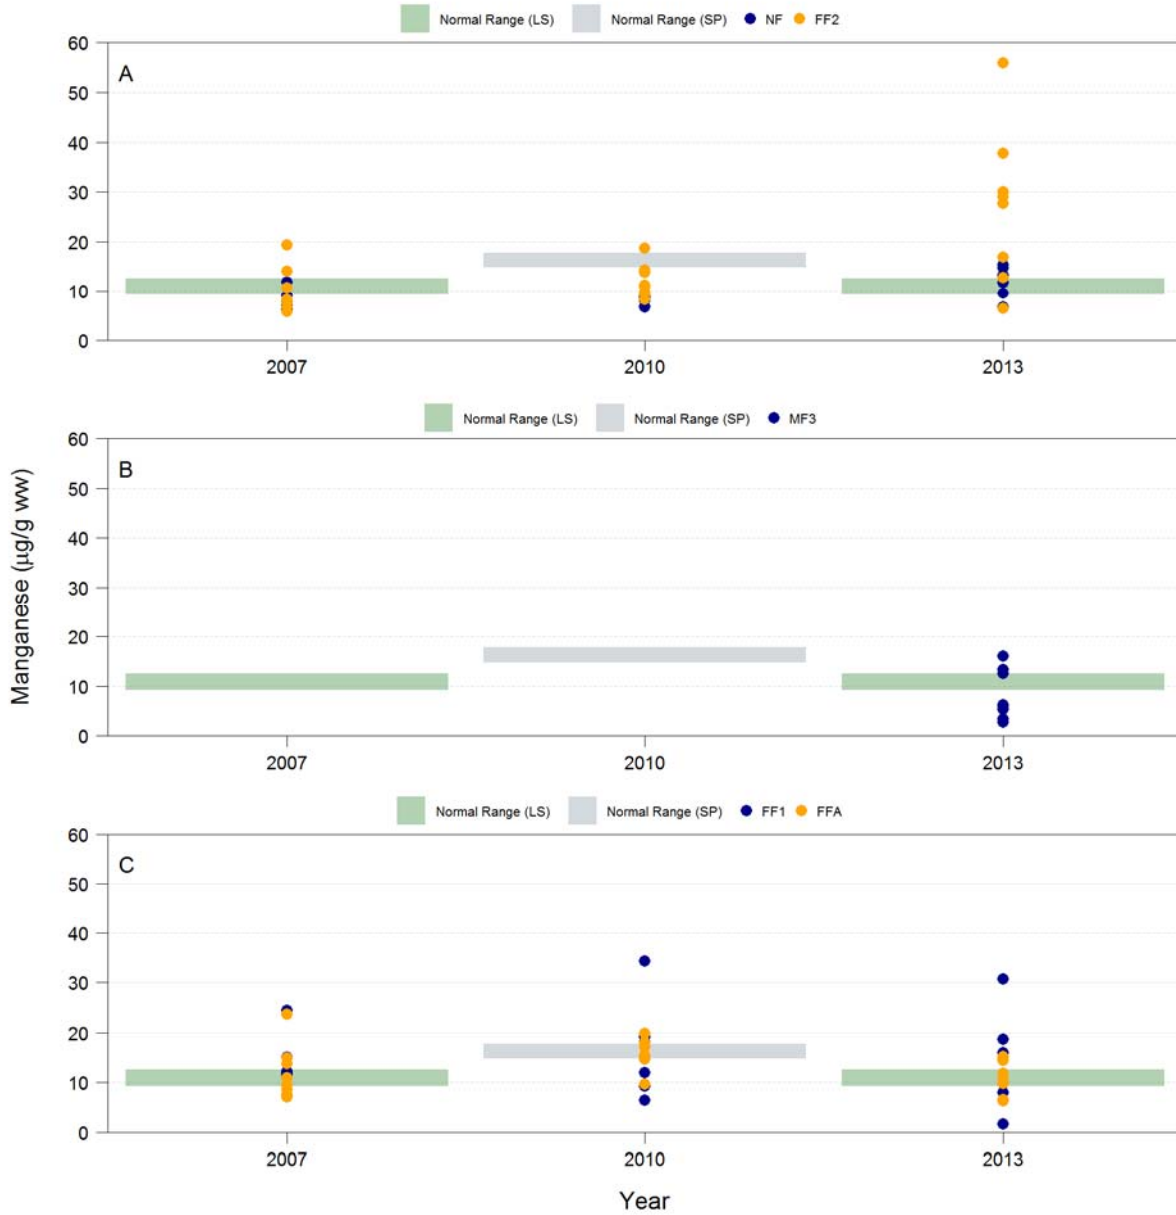 Normal Range (LS) Normal Range (SP) NF FF2
A
60
50
40
30
20
10
0
2007 2010 2013
Normal Range (LS) Normal Range (SP) MF3
B
60
50
40
30
20
10
0
2007 2010 2013
Manganese (µg/g ww)
Normal Range (LS) Normal Range (SP) FF1 FFA
C
60
50
40
30
20
10
0
2007 2010 2013
Year